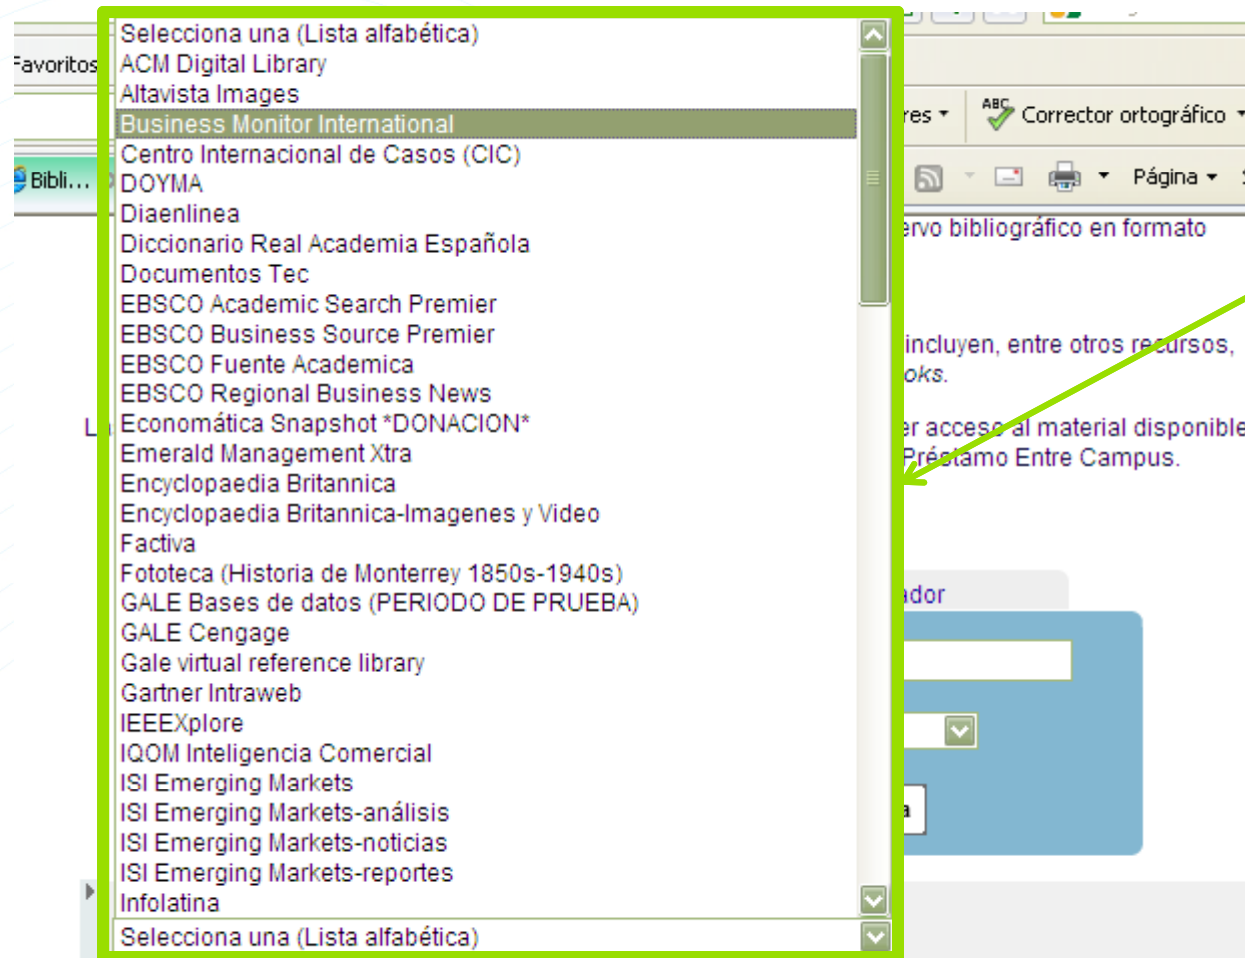 Selecciona una (Lista alfabética)
ACM Digital Library
Altavista Images
Business Monitor International
Centro Internacional de Casos (CIC)
DOYMA
Diaenlinea
Diccionario Real Academia Española
Documentos Tec
EBSCO Academic Search Premier
EBSCO Business Source Premier
EBSCO Fuente Academica
EBSCO Regional Business News
Economática Snapshot *DONACION*
Emerald Management Xtra
Encyclopaedia Britannica
Encyclopaedia Britannica-Imagenes y Video
Factiva
Fototeca (Historia de Monterrey 1850s-1940s)
GALE Bases de datos (PERIODO DE PRUEBA)
GALE Cengage
Gale virtual reference library
Gartner Intraweb
IEEEXplore
IQOM Inteligencia Comercial
ISI Emerging Markets
ISI Emerging Markets-análisis
ISI Emerging Markets-noticias
ISI Emerging Markets-reportes
Infolatina
Selecciona una (Lista alfabética)
Favoritos
Bibli...
res
ABC Corrector ortográfico
Página
ervo bibliográfico en formato
incluyen, entre otros recursos,
oks.
er acceso al material disponible
Préstamo Entre Campus.
ador
a